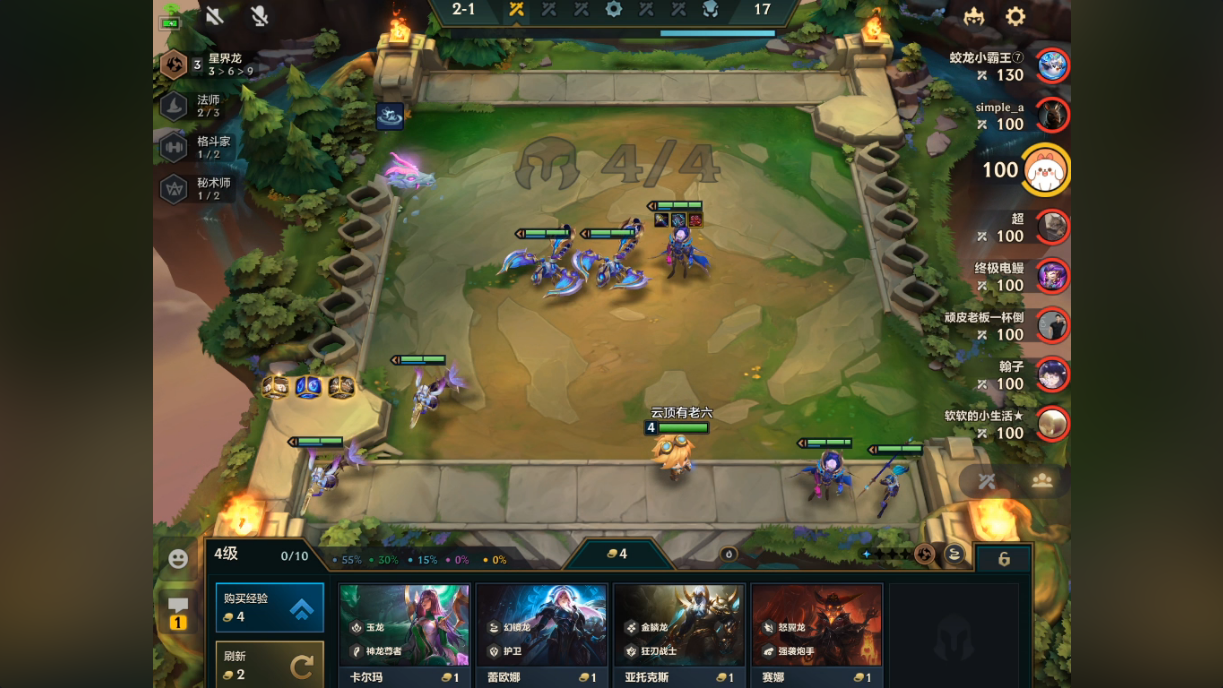 2-1
17
3
星界龙
3 > 6 > 9
法师
2 / 3
格斗家
1 / 2
秘术师
1 / 2
4/4
蛟龙小霸王⑦
130
simple_a
100
100
超
100
终极电鳗
100
顽皮老板一杯倒
100
翰子
100
软软的小生活★
100
云顶有老六
4
4级
0/10
55%
30%
15%
0%
0%
4
购买经验
4
刷新
2
1
玉龙
神龙尊者
卡尔玛
1
幻镜龙
护卫
蕾欧娜
1
金鳞龙
狂刃战士
亚托克斯
1
怒翼龙
强袭炮手
赛娜
1